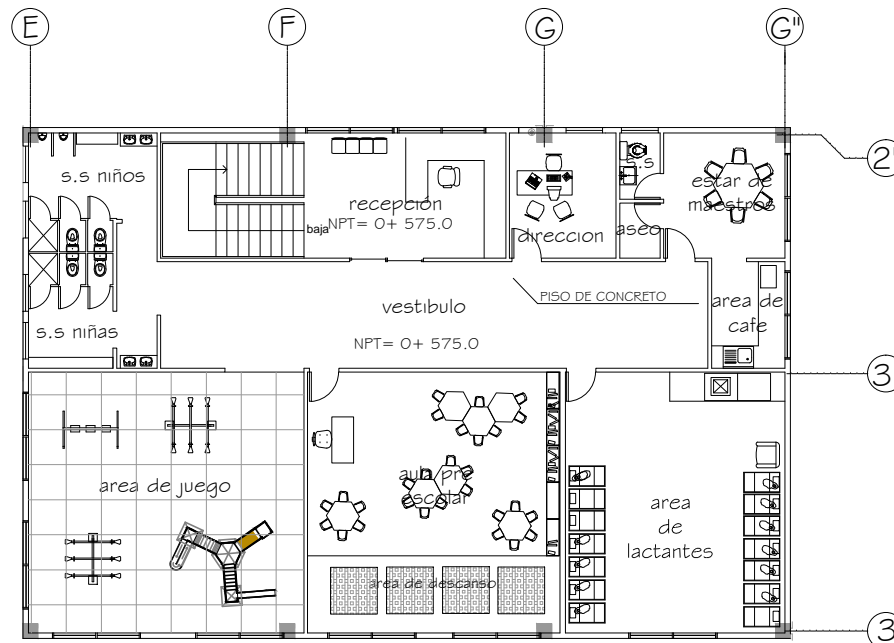 E F G G"
2
s.s niños
s.s
estar de
maestros
recepción
NPT= 0+ 575.0
baja
direccion
aseo
PISO DE CONCRETO
area de
cafe
vestibulo
s.s niñas
NPT= 0+ 575.0
3
area de juego
aula pre
escolar
area
de
lactantes
area de descanso
3